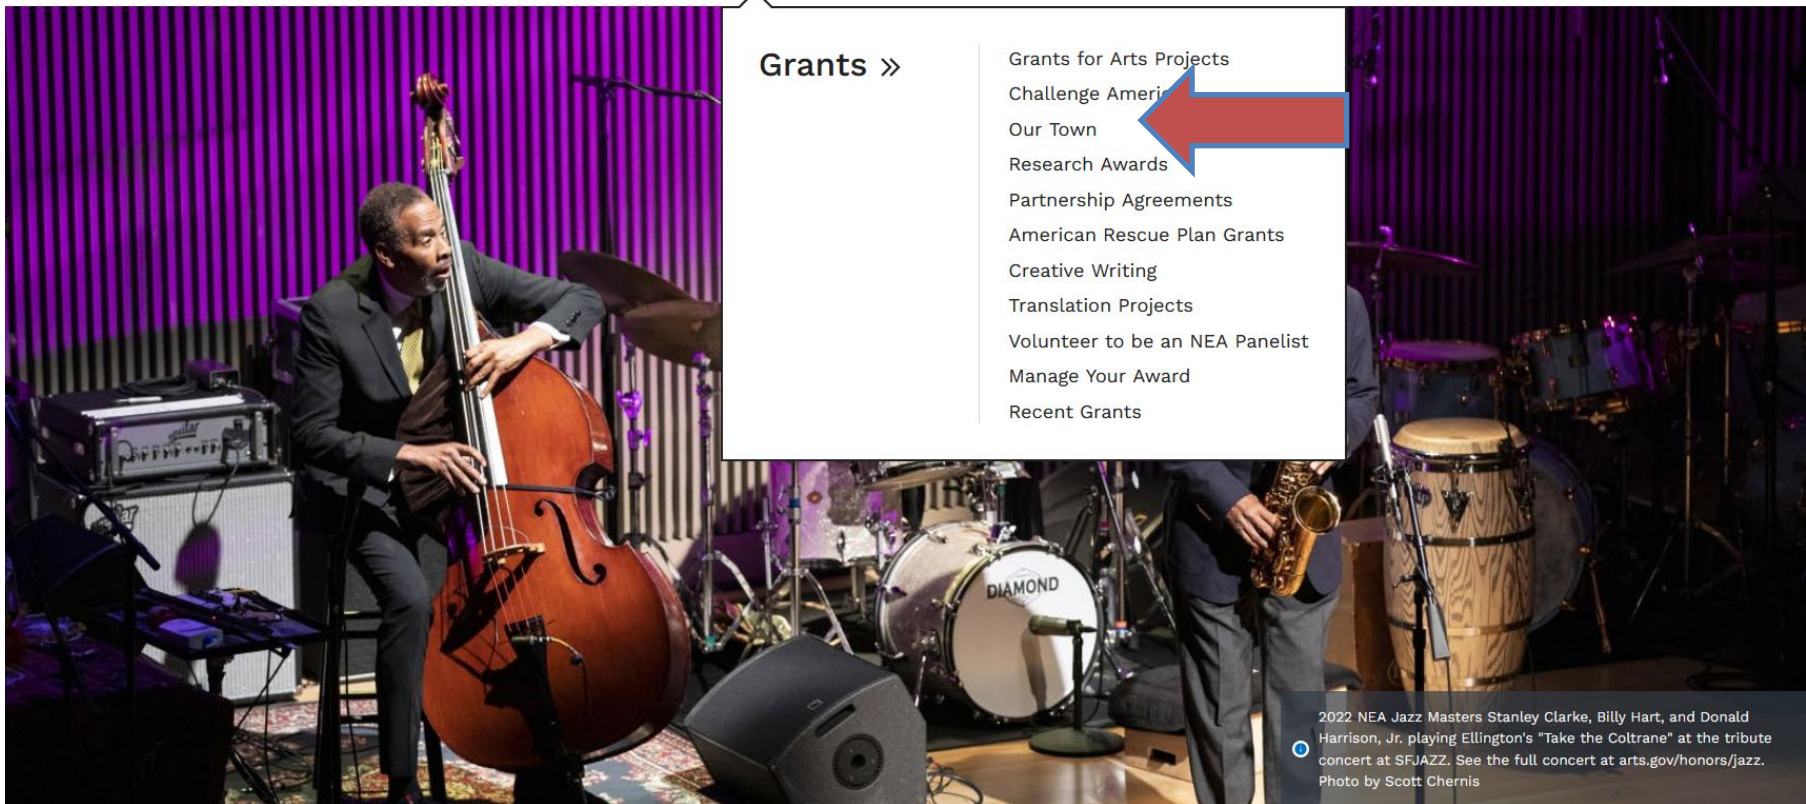 Grants »
Grants for Arts Projects
Challenge Americ
Our Town
Research Awards
Partnership Agreements
American Rescue Plan Grants
Creative Writing
Translation Projects
Volunteer to be an NEA Panelist
Manage Your Award
Recent Grants
DIAMOND
2022 NEA Jazz Masters Stanley Clarke, Billy Hart, and Donald
Harrison, Jr. playing Ellington's "Take the Coltrane" at the tribute
concert at SFJAZZ. See the full concert at arts.gov/honors/jazz.
Photo by Scott Chernis